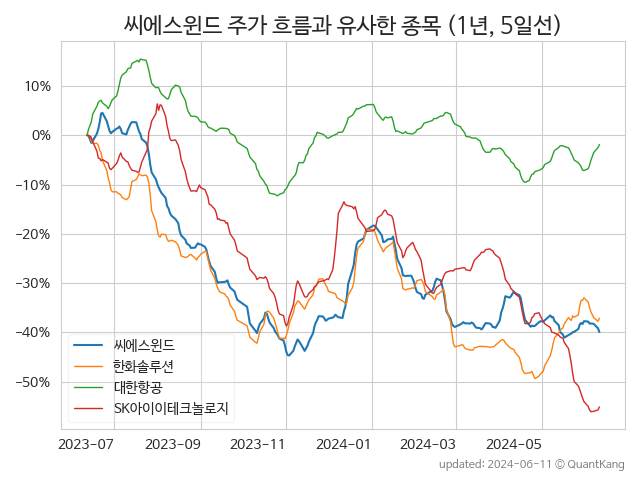 씨에스윈드 주가 흐름과 유사한 종목 (1년, 5일선)
10%
0%
−10%
−20%
−30%
−40%
−50%
씨에스윈드
한화솔루션
대한항공
SK아이이테크놀로지
2023-07
2023-09
2023-11
2024-01
2024-03
2024-05
updated: 2024-06-11 © QuantKang